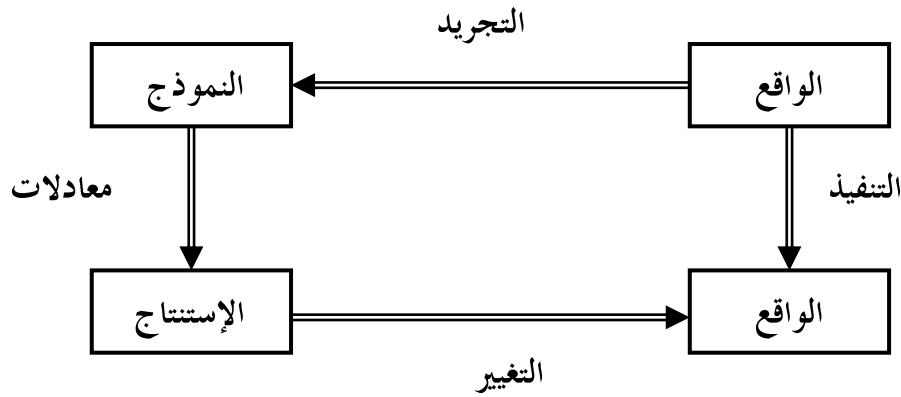 التجريد
الواقع
النموذج
التنفيذ
معادلات
الواقع
الإستنتاج
التغيير